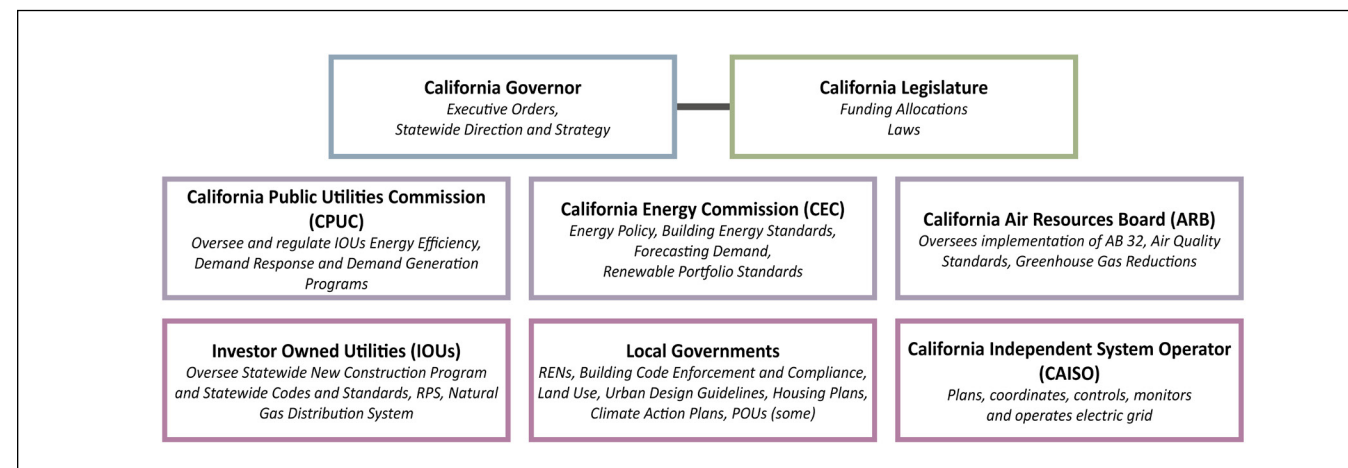 California Governor
Executive Orders,
Statewide Direction and Strategy
California Legislature
Funding Allocations
Laws
California Public Utilities Commission
(CPUC)
Oversee and regulate IOUs Energy Efficiency,
Demand Response and Demand Generation
Programs
California Energy Commission (CEC)
Energy Policy, Building Energy Standards,
Forecasting Demand,
Renewable Portfolio Standards
California Air Resources Board (ARB)
Oversees implementation of AB 32, Air Quality
Standards, Greenhouse Gas Reductions
Investor Owned Utilities (IOUs)
Oversee Statewide New Construction Program
and Statewide Codes and Standards, RPS, Natural
Gas Distribution System
Local Governments
RENs, Building Code Enforcement and Compliance,
Land Use, Urban Design Guidelines, Housing Plans,
Climate Action Plans, POUs (some)
California Independent System Operator
(CAISO)
Plans, coordinates, controls, monitors
and operates electric grid